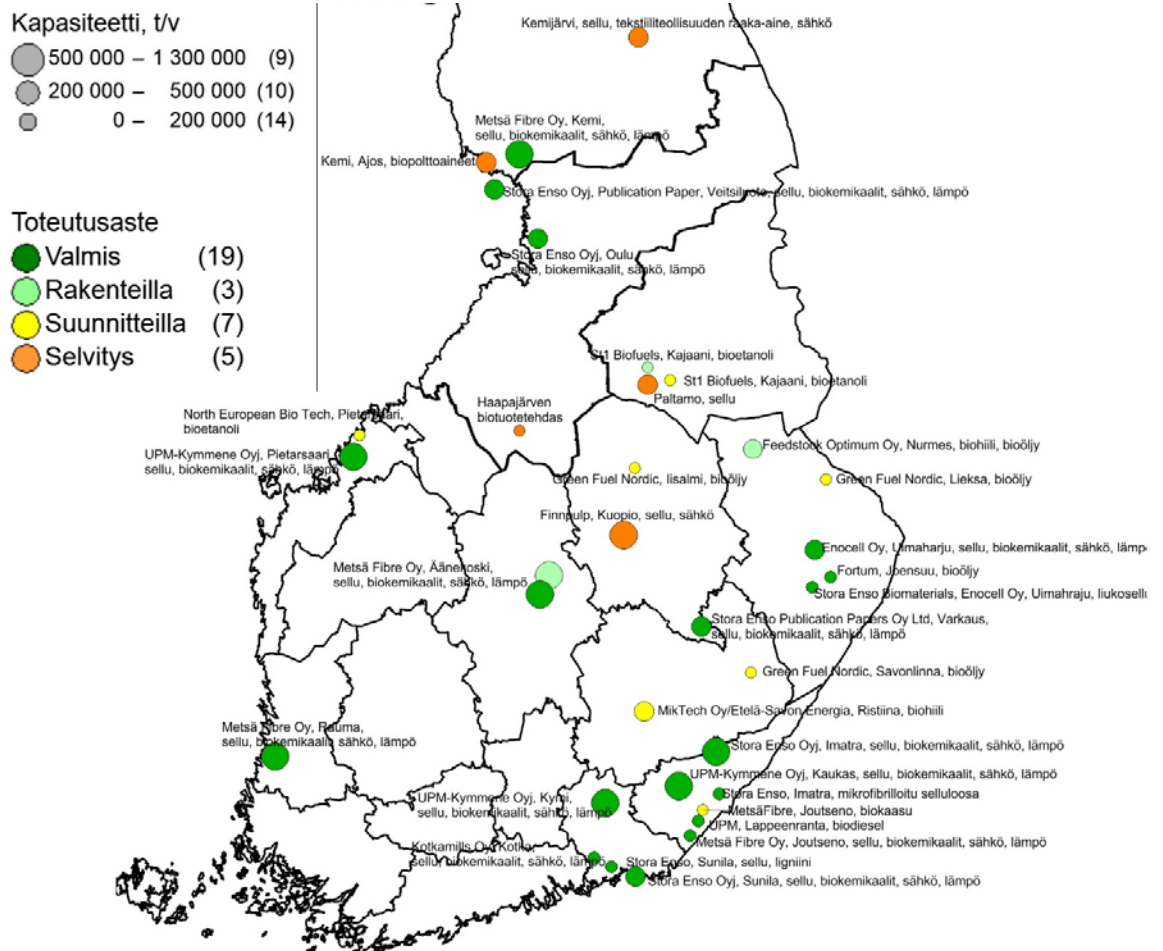 Kapasiteetti, t/v
500 000 – 1 300 000 (9)
200 000 – 500 000 (10)
0 – 200 000 (14)
Toteutusaste
Valmis (19)
Rakenteilla (3)
Suunnitteilla (7)
Selvitys (5)
Kemijärvi, sellu, tekstiiliteollisuuden raaka-aine, sähkö
Metsä Fibre Oy, Kemi,
sellu, biokemikaalit, sähkö, lämpö
Kemi, Ajos, biopolttoaineet
Stora Enso Oyj, Publication Paper, Veitsiluoto, sellu, biokemikaalit, sähkö, lämpö
Stora Enso Oyj, Oulu,
sellu, biokemikaalit, sähkö, lämpö
St1 Biofuels, Kajaani, bioetanoli
St1 Biofuels, Kajaani, bioetanoli
Paltamo, sellu
North European Bio Tech, Pietarsaari,
bioetanoli
Haapajärven
biotuotetehdas
UPM-Kymmene Oyj, Pietarsaari,
sellu, biokemikaalit, sähkö, lämpö
Feedstock Optimum Oy, Nurmes, biohiili, bioöljy
Green Fuel Nordic, Iisalmi, bioöljy
Green Fuel Nordic, Lieksa, bioöljy
Finnpulp, Kuopio, sellu, sähkö
Enocell Oy, Uimaharju, sellu, biokemikaalit, sähkö, lämp
Metsä Fibre Oy, Äänekoski,
sellu, biokemikaalit, sähkö, lämpö
Fortum, Joensuu, bioöljy
Stora Enso Biomaterials, Enocell Oy, Uimahraju, liukosellu
Stora Enso Publication Papers Oy Ltd, Varkaus,
sellu, biokemikaalit, sähkö, lämpö
Green Fuel Nordic, Savonlinna, bioöljy
MikTech Oy/Etelä-Savon Energia, Ristiina, biohiili
Metsä Fibre Oy, Rauma,
sellu, biokemikaalit, sähkö, lämpö
Stora Enso Oyj, Imatra, sellu, biokemikaalit, sähkö, lämpö
UPM-Kymmene Oyj, Kaukas, sellu, biokemikaalit, sähkö, lämpö
Stora Enso, Imatra, mikrofibrilloitu selluloosa
UPM-Kymmene Oyj, Kymi,
sellu, biokemikaalit, sähkö, lämpö
MetsäFibre, Joutseno, biokaasu
UPM, Lappeenranta, biodiesel
Metsä Fibre Oy, Joutseno, sellu, biokemikaalit, sähkö, lämpö
Kotkamills Oy, Kotka,
sellu, biokemikaalit, sähkö, lämpö
Stora Enso, Sunila, sellu, ligniini
Stora Enso Oyj, Sunila, sellu, biokemikaalit, sähkö, lämpö